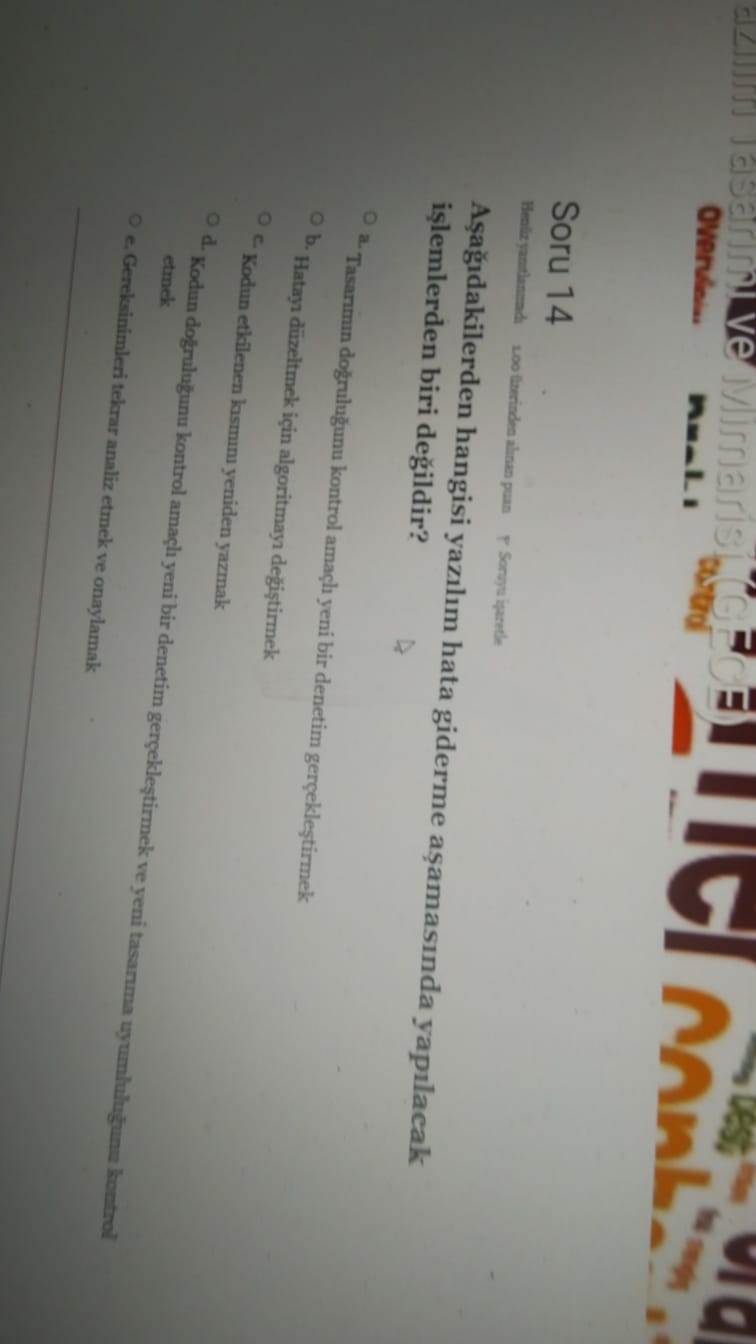 Yazılım Tasarımı ve Mimarisi (GECE)
overview
control
Soru 14
Henüz yanıtlanmadı 1.00 üzerinden alınan puan Soruyu işaretle
Aşağıdakilerden hangisi yazılım hata giderme aşamasında yapılacak
işlemlerden biri değildir?
a. Tasarımın doğruluğunu kontrol amaçlı yeni bir denetim gerçekleştirmek
b. Hatayı düzeltmek için algoritmayı değiştirmek
c. Kodun etkilenen kısmını yeniden yazmak
d. Kodun doğruluğunu kontrol amaçlı yeni bir denetim gerçekleştirmek ve yeni tasarıma uyumluluğunu kontrol
etmek
e. Gereksinimleri tekrar analiz etmek ve onaylamak